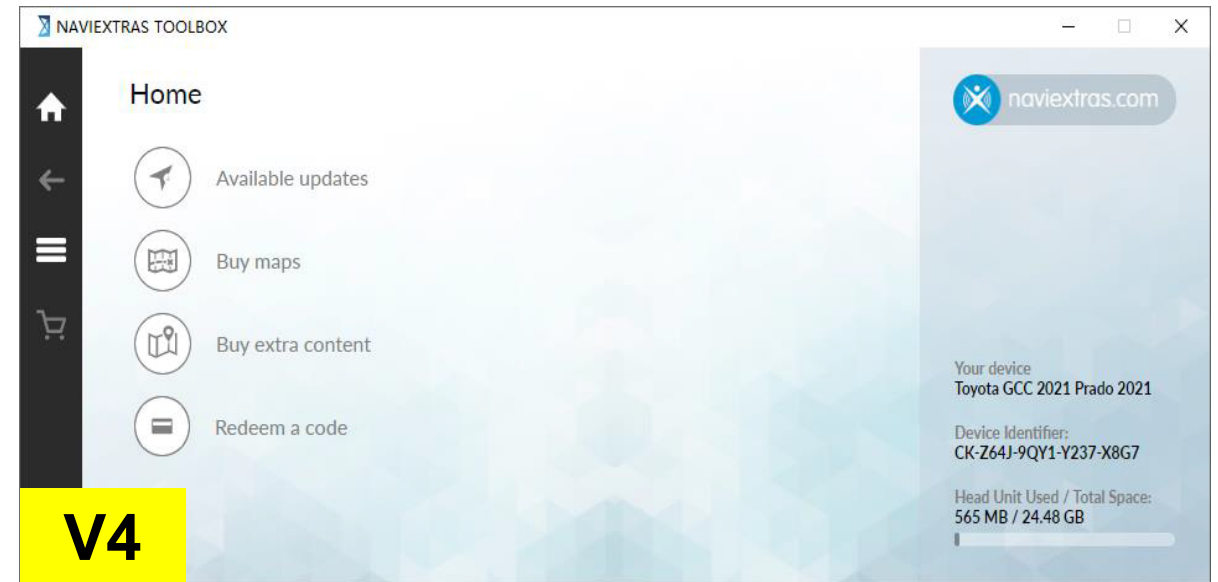 NAVIEXTRAS TOOLBOX
Home
naviextras.com
Available updates
Buy maps
Buy extra content
Redeem a code
Your device
Toyota GCC 2021 Prado 2021
Device Identifier:
CK-Z64J-9QY1-Y237-X8G7
Head Unit Used / Total Space:
565 MB / 24.48 GB
V4